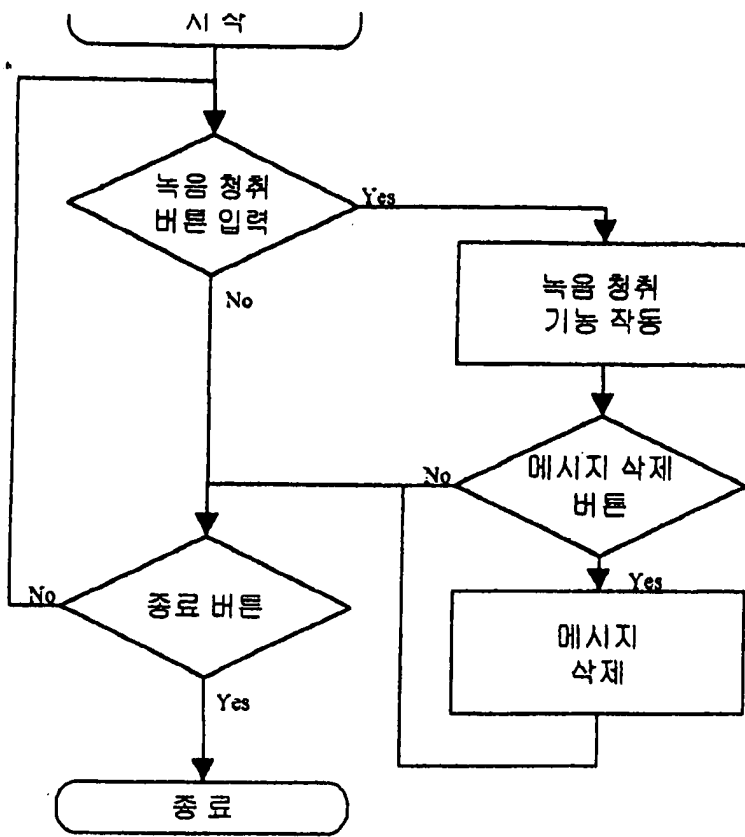 시 작
녹음 청취
버튼 입력
Yes
No
녹음 청취
기능 작동
메시지 삭제
버튼
No
Yes
메시지
삭제
종료 버튼
No
Yes
종 료